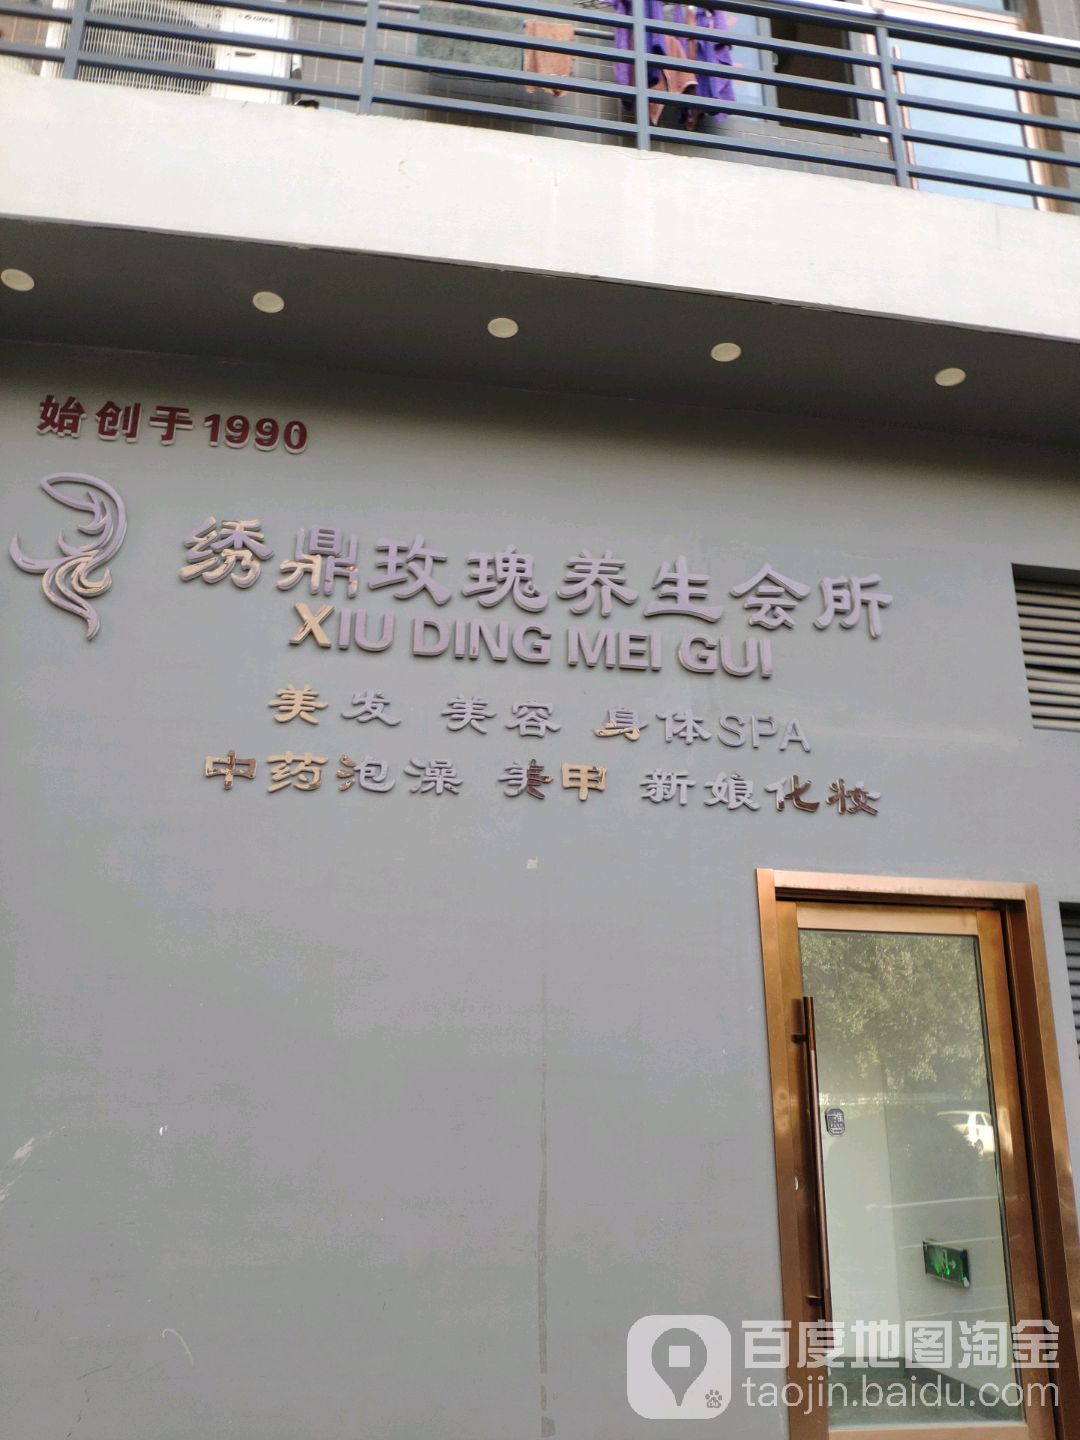 始创于1990
绣鼎玫瑰养生会所
XIU DING MEI GUI
美发 美容 身体SPA
中药泡澡 美甲 新娘化妆
推
百度地图淘金
taojin.baidu.com